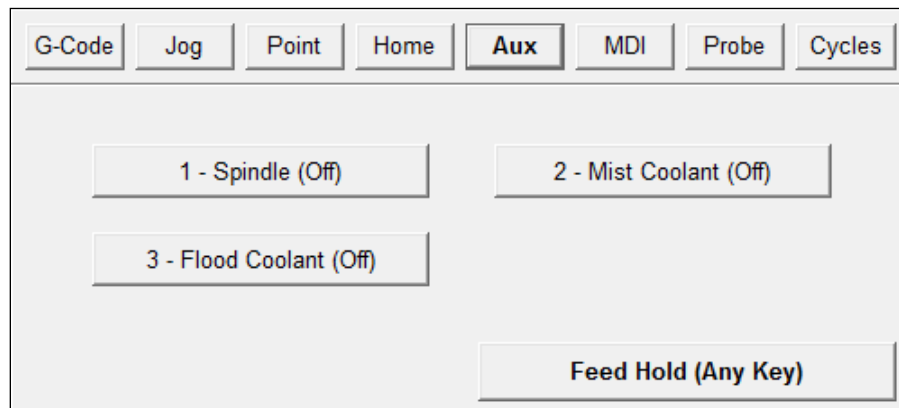 G-Code Jog Point Home Aux MDI Probe Cycles
1 - Spindle (Off) 2 - Mist Coolant (Off)
3 - Flood Coolant (Off)
Feed Hold (Any Key)